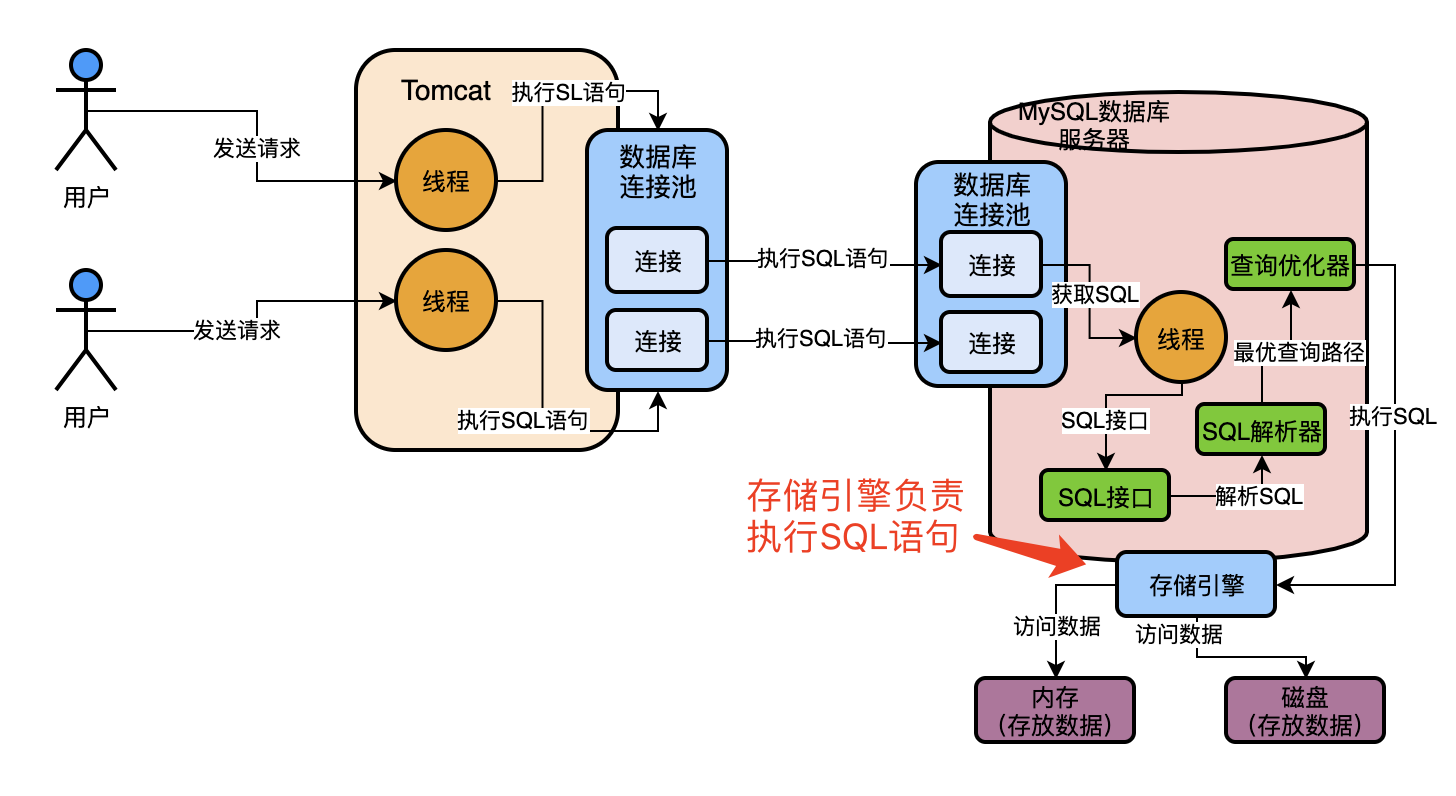 用户
发送请求
用户
发送请求
Tomcat
线程
线程
执行SL语句
执行SQL语句
数据库
连接池
连接
连接
执行SQL语句
执行SQL语句
MySQL数据库
服务器
数据库
连接池
连接
连接
获取SQL
线程
SQL接口
SQL接口
解析SQL
SQL解析器
最优查询路径
查询优化器
执行SQL
存储引擎负责
执行SQL语句
存储引擎
访问数据
访问数据
内存
(存放数据)
磁盘
(存放数据)